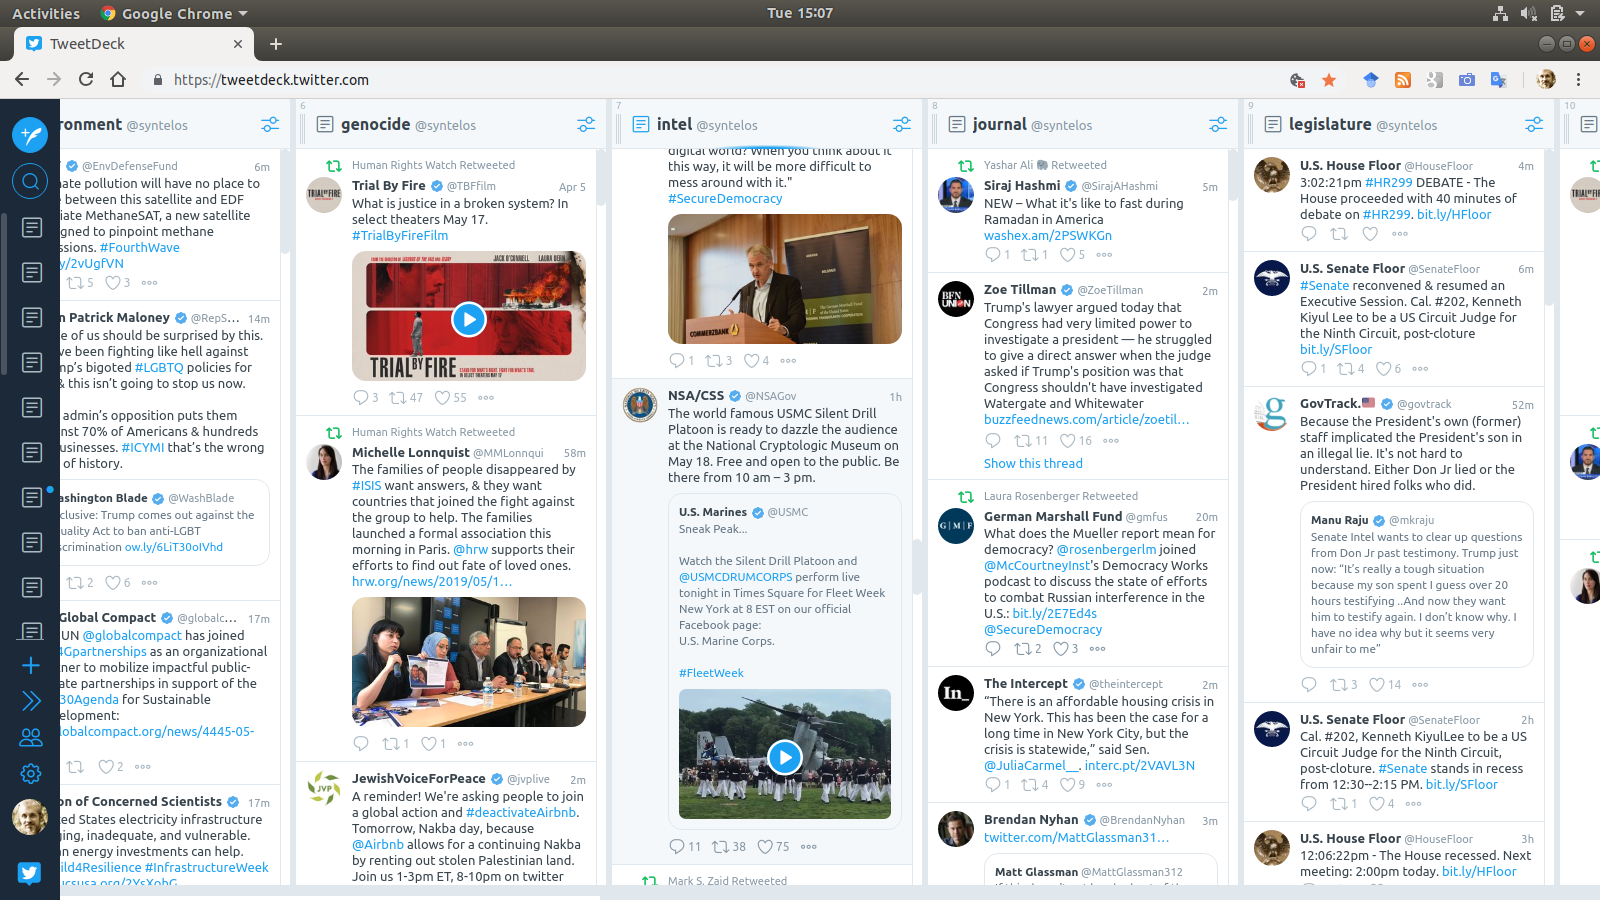 Activities
Google Chrome
Tue 15:07
TweetDeck
https://tweetdeck.twitter.com
ronment @syntelos
@EnvDefenseFund 6m
nate pollution will have no place to
e between this satellite and EDF
iate MethaneSAT, a new satellite
gned to pinpoint methane
ssions. #FourthWave
y/2vUgfVN
5 3
n Patrick Maloney @RepS... 14m
e of us should be surprised by this.
've been fighting like hell against
mp's bigoted #LGBTQ policies for
& this isn't going to stop us now.
admin's opposition puts them
nst 70% of Americans & hundreds
usinesses. #ICYMI that's the wrong
of history.
ashington Blade @WashBlade
clusive: Trump comes out against the
uality Act to ban anti-LGBT
scrimination ow.ly/6LiT30oIVhd
2 6
Global Compact @globalc... 17m
UN @globalcompact has joined
4Gpartnerships as an organizational
ner to mobilize impactful public-
ate partnerships in support of the
30Agenda for Sustainable
elopment:
lobalcompact.org/news/4445-05-
2
on of Concerned Scientists 17m
ted States electricity infrastructure
ging, inadequate, and vulnerable.
an energy investments can help.
ild4Resilience #InfrastructureWeek
ucsusa.org/2YsXohG
6
genocide @syntelos
Human Rights Watch Retweeted
Trial By Fire @TBFfilm Apr 5
What is justice in a broken system? In
select theaters May 17.
#TrialByFireFilm
JACK O'CONNELL LAURA DERN
TRIAL BY FIRE
3 47 55
Human Rights Watch Retweeted
Michelle Lonnquist @MMLonnqui 58m
The families of people disappeared by
#ISIS want answers, & they want
countries that joined the fight against
the group to help. The families
launched a formal association this
morning in Paris. @hrw supports their
efforts to find out fate of loved ones.
hrw.org/news/2019/05/1…
1 1
JVP
JewishVoiceForPeace @jvplive 2m
A reminder! We're asking people to join
a global action and #deactivateAirbnb.
Tomorrow, Nakba day, because
@Airbnb allows for a continuing Nakba
by renting out stolen Palestinian land.
Join us 1-3pm ET, 8-10pm on twitter
7
intel @syntelos
digital world? When you think about it
this way, it will be more difficult to
mess around with it."
#SecureDemocracy
COMMERZBANK
1 3 4
NSA/CSS @NSAGov 1h
The world famous USMC Silent Drill
Platoon is ready to dazzle the audience
at the National Cryptologic Museum on
May 18. Free and open to the public. Be
there from 10 am – 3 pm.
U.S. Marines @USMC
Sneak Peak...
Watch the Silent Drill Platoon and
@USMCDRUMCORPS perform live
tonight in Times Square for Fleet Week
New York at 8 EST on our official
Facebook page:
U.S. Marine Corps.
#FleetWeek
11 38 75
Mark S. Zaid Retweeted
8
journal @syntelos
Yashar Ali Retweeted
Siraj Hashmi @SirajAHashmi 5m
NEW – What it's like to fast during
Ramadan in America
washex.am/2PSWKGn
1 1 5
BFN UNION
Zoe Tillman @ZoeTillman 2m
Trump's lawyer argued today that
Congress had very limited power to
investigate a president — he struggled
to give a direct answer when the judge
asked if Trump's position was that
Congress shouldn't have investigated
Watergate and Whitewater
buzzfeednews.com/article/zoetil…
11 16
Show this thread
Laura Rosenberger Retweeted
G|M|F
German Marshall Fund @gmfus 20m
What does the Mueller report mean for
democracy? @rosenbergerlm joined
@McCourtneyInst's Democracy Works
podcast to discuss the state of efforts
to combat Russian interference in the
U.S.: bit.ly/2E7Ed4s
@SecureDemocracy
2 3
In_
The Intercept @theintercept 2m
“There is an affordable housing crisis in
New York. This has been the case for a
long time in New York City, but the
crisis is statewide,” said Sen.
@JuliaCarmel__. interc.pt/2VAVL3N
1 4 9
Brendan Nyhan @BrendanNyhan 3m
twitter.com/MattGlassman31…
Matt Glassman @MattGlassman312
9
legislature @syntelos
U.S. House Floor @HouseFloor 4m
3:02:21pm #HR299 DEBATE - The
House proceeded with 40 minutes of
debate on #HR299. bit.ly/HFloor
U.S. Senate Floor @SenateFloor 6m
#Senate reconvened & resumed an
Executive Session. Cal. #202, Kenneth
Kiyul Lee to be a US Circuit Judge for
the Ninth Circuit, post-cloture
bit.ly/SFloor
1 4 6
GovTrack. @govtrack 52m
Because the President's own (former)
staff implicated the President's son in
an illegal lie. It's not hard to
understand. Either Don Jr lied or the
President hired folks who did.
Manu Raju @mkraju
Senate Intel wants to clear up questions
from Don Jr past testimony. Trump just
now: “It's really a tough situation
because my son spent I guess over 20
hours testifying ..And now they want
him to testify again. I don't know why. I
have no idea why but it seems very
unfair to me”
3 14
U.S. Senate Floor @SenateFloor 2h
Cal. #202, Kenneth KiyulLee to be a US
Circuit Judge for the Ninth Circuit,
post-cloture. #Senate stands in recess
from 12:30--2:15 PM. bit.ly/SFloor
1 4
U.S. House Floor @HouseFloor 3h
12:06:22pm - The House recessed. Next
meeting: 2:00pm today. bit.ly/HFloor
10